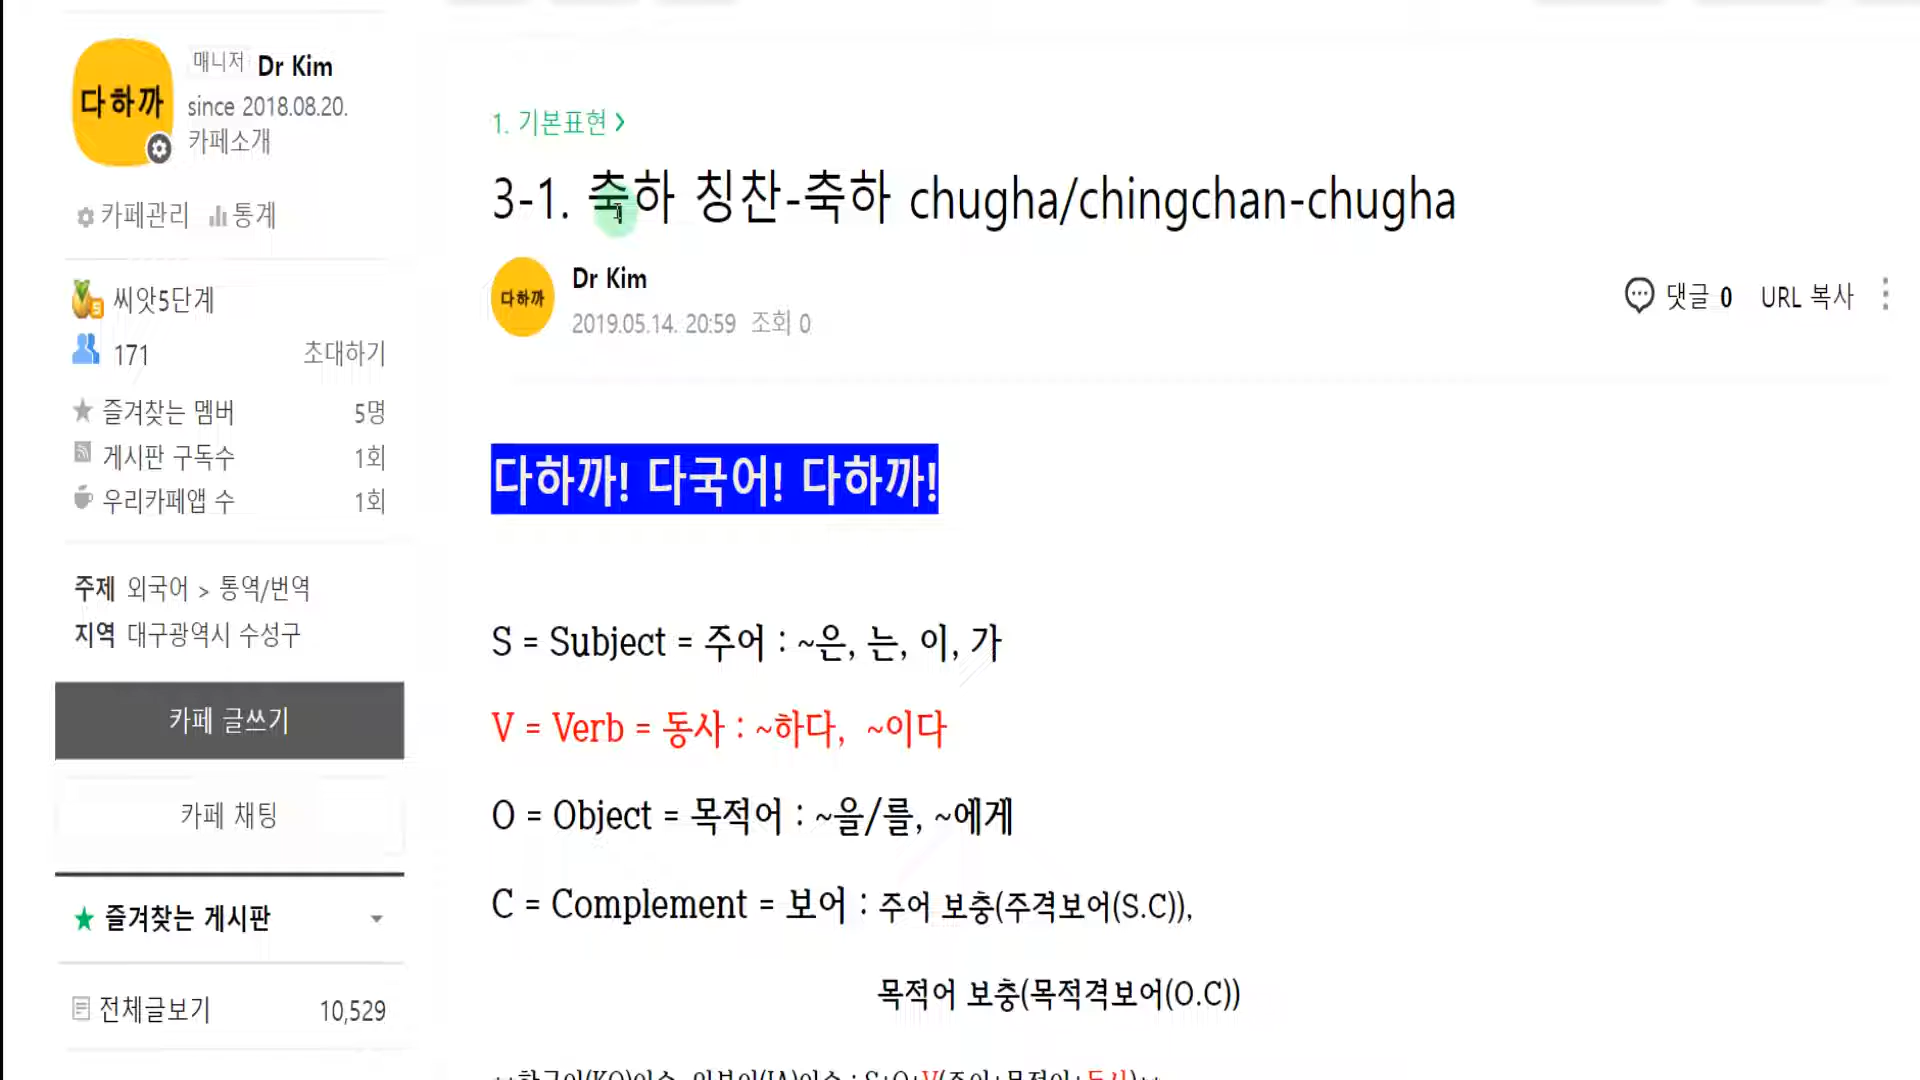 다하까
매니저 Dr Kim
since 2018.08.20.
카페소개
카페관리 통계
씨앗5단계
171 초대하기
즐겨찾는 멤버 5명
게시판 구독수 1회
우리카페앱 수 1회
주제 외국어 > 통역/번역
지역 대구광역시 수성구
카페 글쓰기
카페 채팅
즐겨찾는 게시판
전체글보기 10,529
1. 기본표현
3-1. 축하 칭찬-축하 chugha/chingchan-chugha
다하까
Dr Kim
2019.05.14. 20:59 조회 0
댓글 0 URL 복사
다하까! 다국어! 다하까!
S = Subject = 주어 : ~은, 는, 이, 가
V = Verb = 동사 : ~하다, ~이다
O = Object = 목적어 : ~을/를, ~에게
C = Complement = 보어 : 주어 보충(주격보어(S.C)),
목적어 보충(목적격보어(O.C))